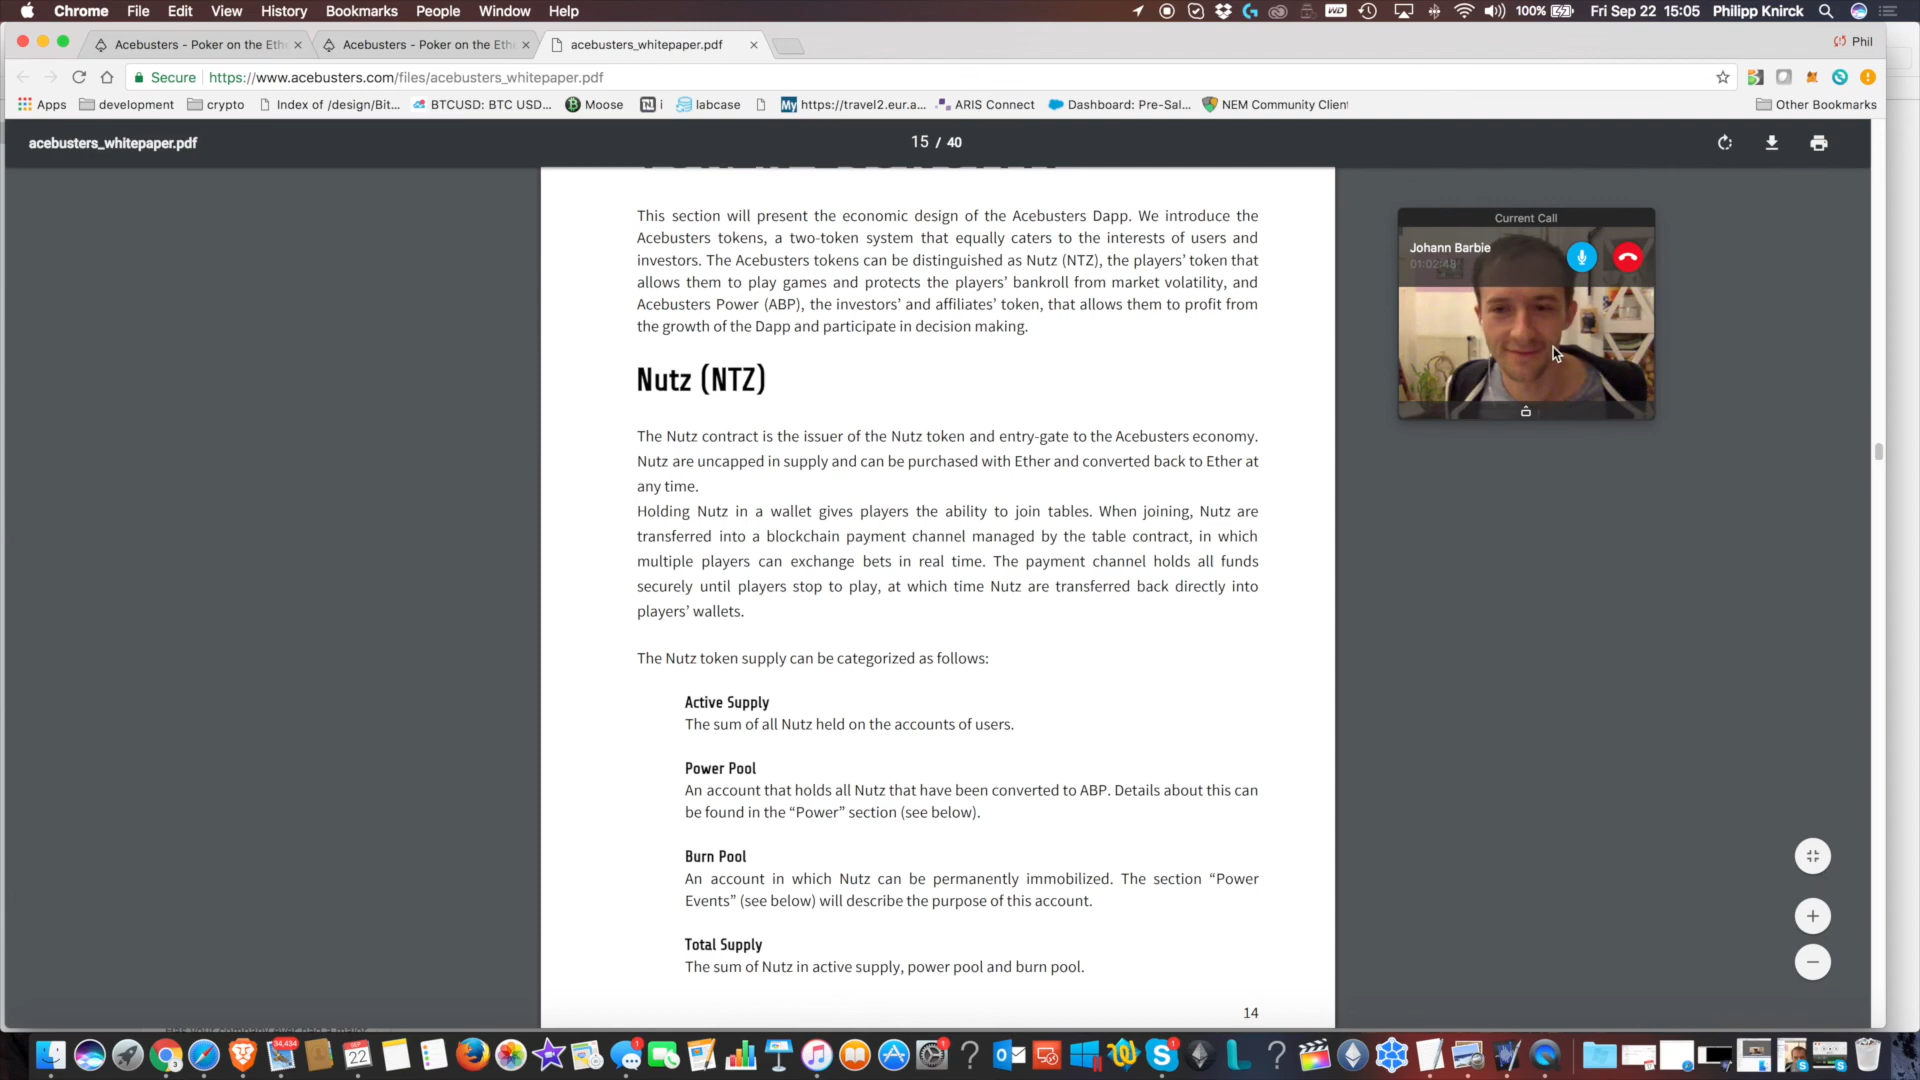 Chrome File Edit View History Bookmarks People Window Help 100% Fri Sep 22 15:05 Philipp Knirck
Acebusters - Poker on the Eth
Acebusters - Poker on the Eth
acebusters_whitepaper.pdf
Phil
Secure https://www.acebusters.com/files/acebusters_whitepaper.pdf
Apps development crypto Index of /design/Bit... BTCUSD: BTC USD... Moose i labcase https://travel2.eur.a... ARIS Connect Dashboard: Pre-Sal... NEM Community Client Other Bookmarks
acebusters_whitepaper.pdf
15 / 40
This section will present the economic design of the Acebusters Dapp. We introduce the
Acebusters tokens, a two-token system that equally caters to the interests of users and
investors. The Acebusters tokens can be distinguished as Nutz (NTZ), the players’ token that
allows them to play games and protects the players’ bankroll from market volatility, and
Acebusters Power (ABP), the investors’ and affiliates’ token, that allows them to profit from
the growth of the Dapp and participate in decision making.
Nutz (NTZ)
The Nutz contract is the issuer of the Nutz token and entry-gate to the Acebusters economy.
Nutz are uncapped in supply and can be purchased with Ether and converted back to Ether at
any time.
Holding Nutz in a wallet gives players the ability to join tables. When joining, Nutz are
transferred into a blockchain payment channel managed by the table contract, in which
multiple players can exchange bets in real time. The payment channel holds all funds
securely until players stop to play, at which time Nutz are transferred back directly into
players’ wallets.
The Nutz token supply can be categorized as follows:
Active Supply
The sum of all Nutz held on the accounts of users.
Power Pool
An account that holds all Nutz that have been converted to ABP. Details about this can
be found in the “Power” section (see below).
Burn Pool
An account in which Nutz can be permanently immobilized. The section “Power
Events” (see below) will describe the purpose of this account.
Total Supply
The sum of Nutz in active supply, power pool and burn pool.
14
Current Call
Johann Barbie
01:02:48